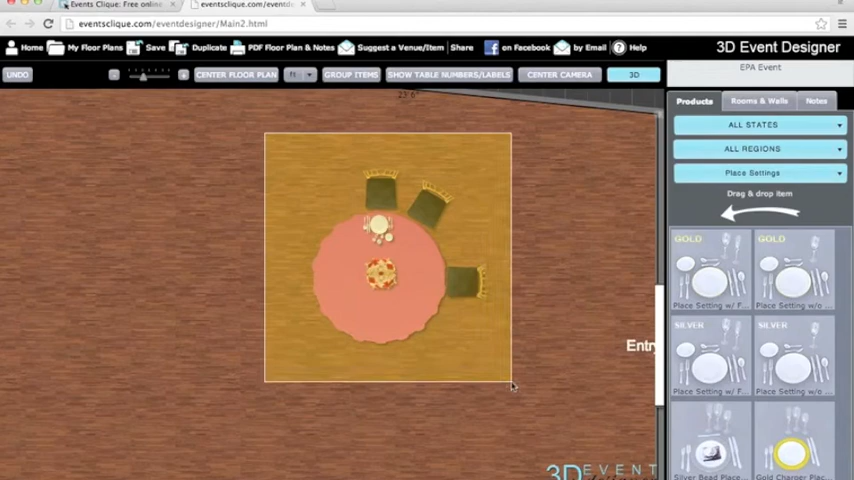 Events Clique: Free online
eventsclique.com/eventde
eventsclique.com/eventdesigner/Main2.html
Home My Floor Plans Save Duplicate PDF Floor Plan & Notes Suggest a Venue/Item Share on Facebook by Email Help 3D Event Designer
UNDO CENTER FLOOR PLAN ft GROUP ITEMS SHOW TABLE NUMBERS/LABELS CENTER CAMERA 3D
EPA Event
Products Rooms & Walls Notes
ALL STATES
ALL REGIONS
Place Settings
Drag & drop item
GOLD GOLD
Place Setting w/ F... Place Setting w/o ...
SILVER SILVER
Place Setting w/ F... Place Setting w/o ...
Silver Bead Place... Gold Charger Plac...
Entry
3D EVENT